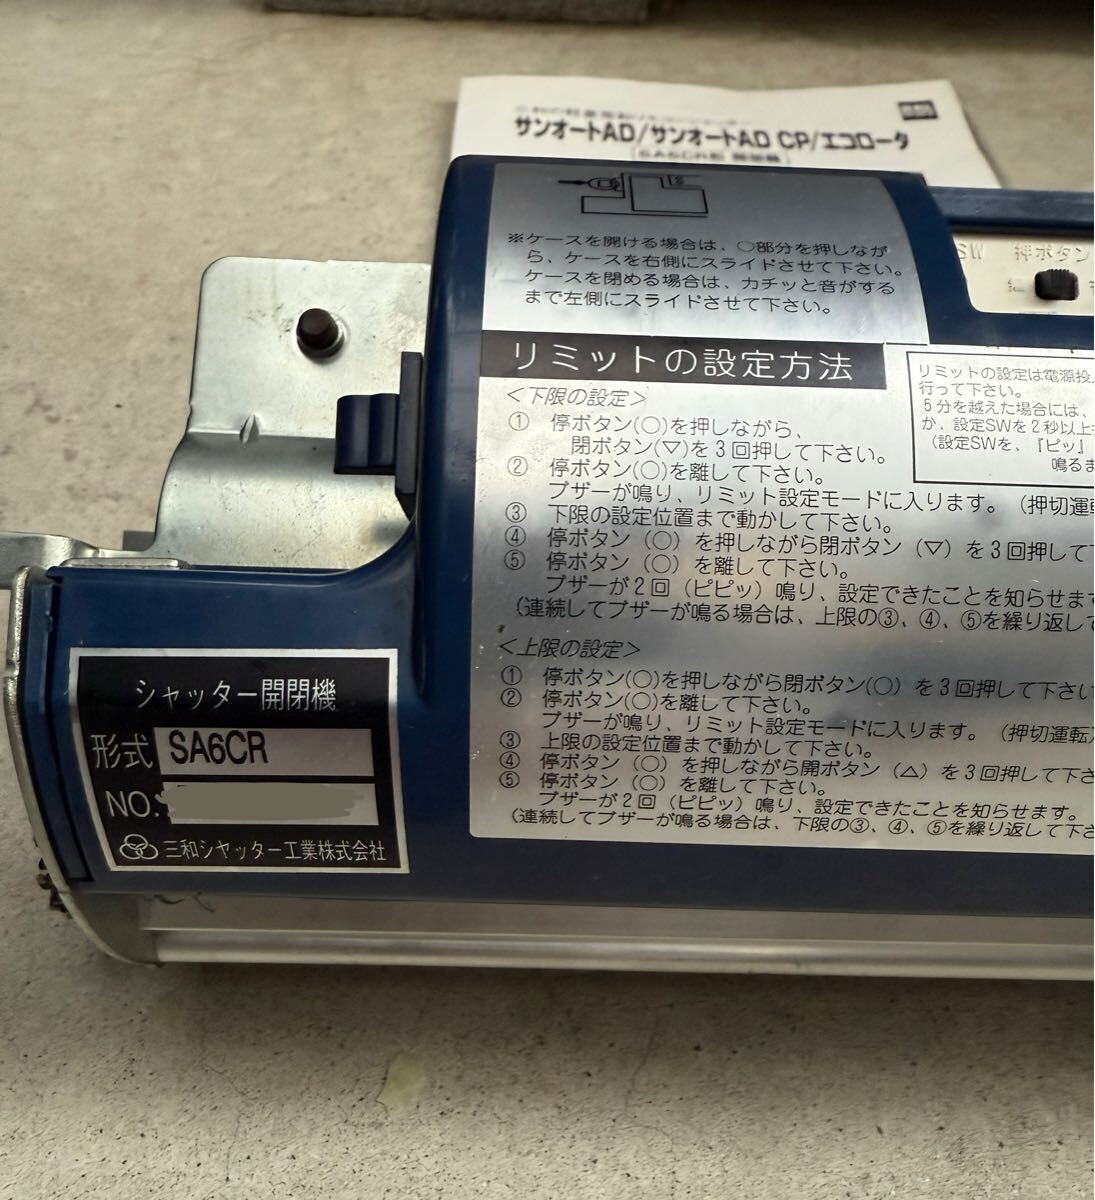 サンオートAD/サンオートAD CP/エコロータ
※ケースを開ける場合は、○部分を押しなが
ら、ケースを右側にスライドさせて下さい。
ケースを閉める場合は、カチッと音がする
まで左側にスライドさせて下さい。
SW 押ボタン
リミットの設定方法
リミットの設定は電源投
行って下さい。
5分を越えた場合には、
か、設定SWを2秒以上
(設定SWを、『ピッ』
鳴るま
<下限の設定>
① 停ボタン(○)を押しながら、
閉ボタン(▽)を3回押して下さい。
② 停ボタン(○)を離して下さい。
ブザーが鳴り、リミット設定モードに入ります。(押切運転
③ 下限の設定位置まで動かして下さい。
④ 停ボタン (○) を押しながら閉ボタン (▽) を3回押して下
⑤ 停ボタン (○) を離して下さい。
ブザーが2回 (ピピッ) 鳴り、設定できたことを知らせます
(連続してブザーが鳴る場合は、上限の③、④、⑤を繰り返して
<上限の設定>
① 停ボタン(○)を押しながら閉ボタン(○) を3回押して下さい
② 停ボタン(○)を離して下さい。
ブザーが鳴り、リミット設定モードに入ります。(押切運転)
③ 上限の設定位置まで動かして下さい。
④ 停ボタン (○) を押しながら開ボタン (△) を3回押して下さ
⑤ 停ボタン (○) を離して下さい。
ブザーが2回 (ピピッ) 鳴り、設定できたことを知らせます。
(連続してブザーが鳴る場合は、下限の③、④、⑤を繰り返して下さ
シャッター開閉機
形式 SA6CR
NO.
三和シヤッター工業株式会社